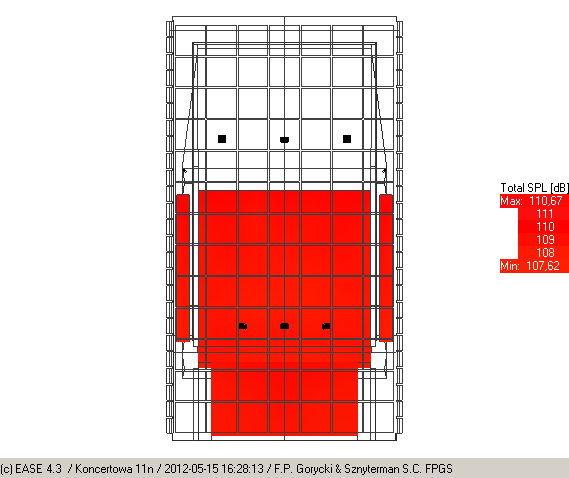 Total SPL [dB]
Max: 110,67
111
110
109
108
Min: 107,62
(c) EASE 4.3 / Koncertowa 11n / 2012-05-15 16:28:13 / F.P. Gorycki & Sznyterman S.C. FPGS